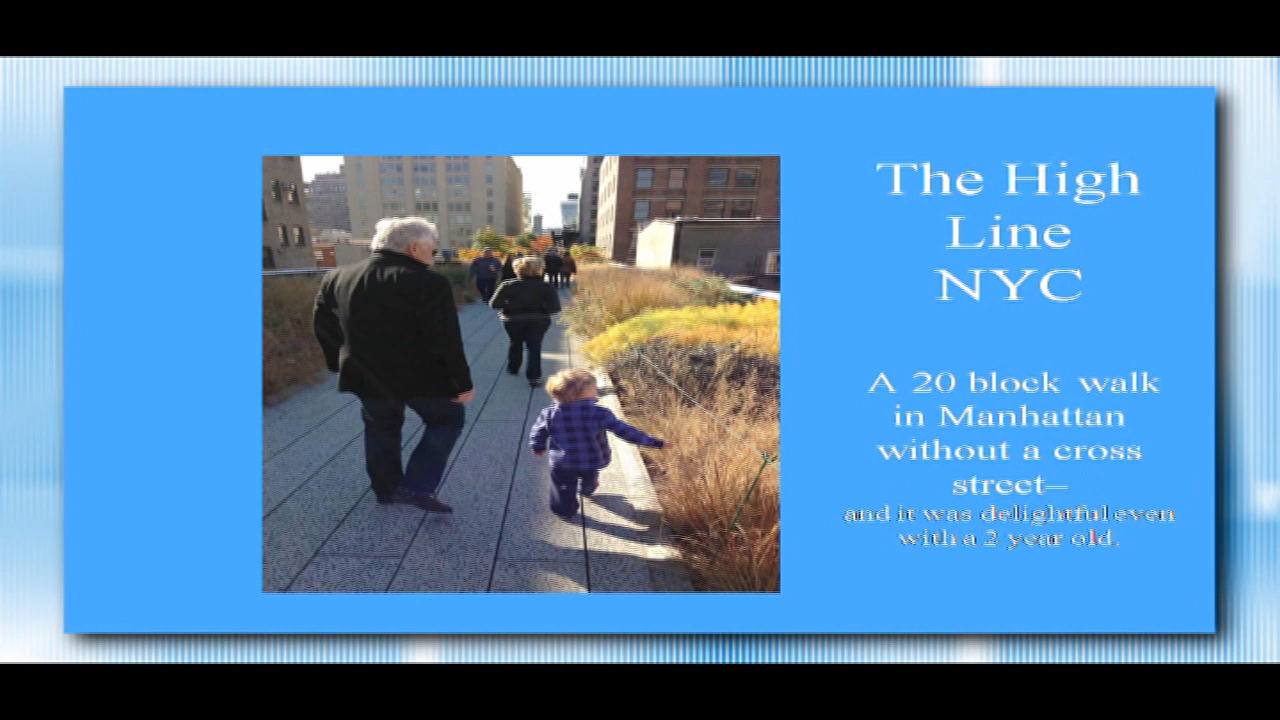 The High
Line
NYC
A 20 block walk
in Manhattan
without a cross
street–
and it was delightful even
with a 2 year old.